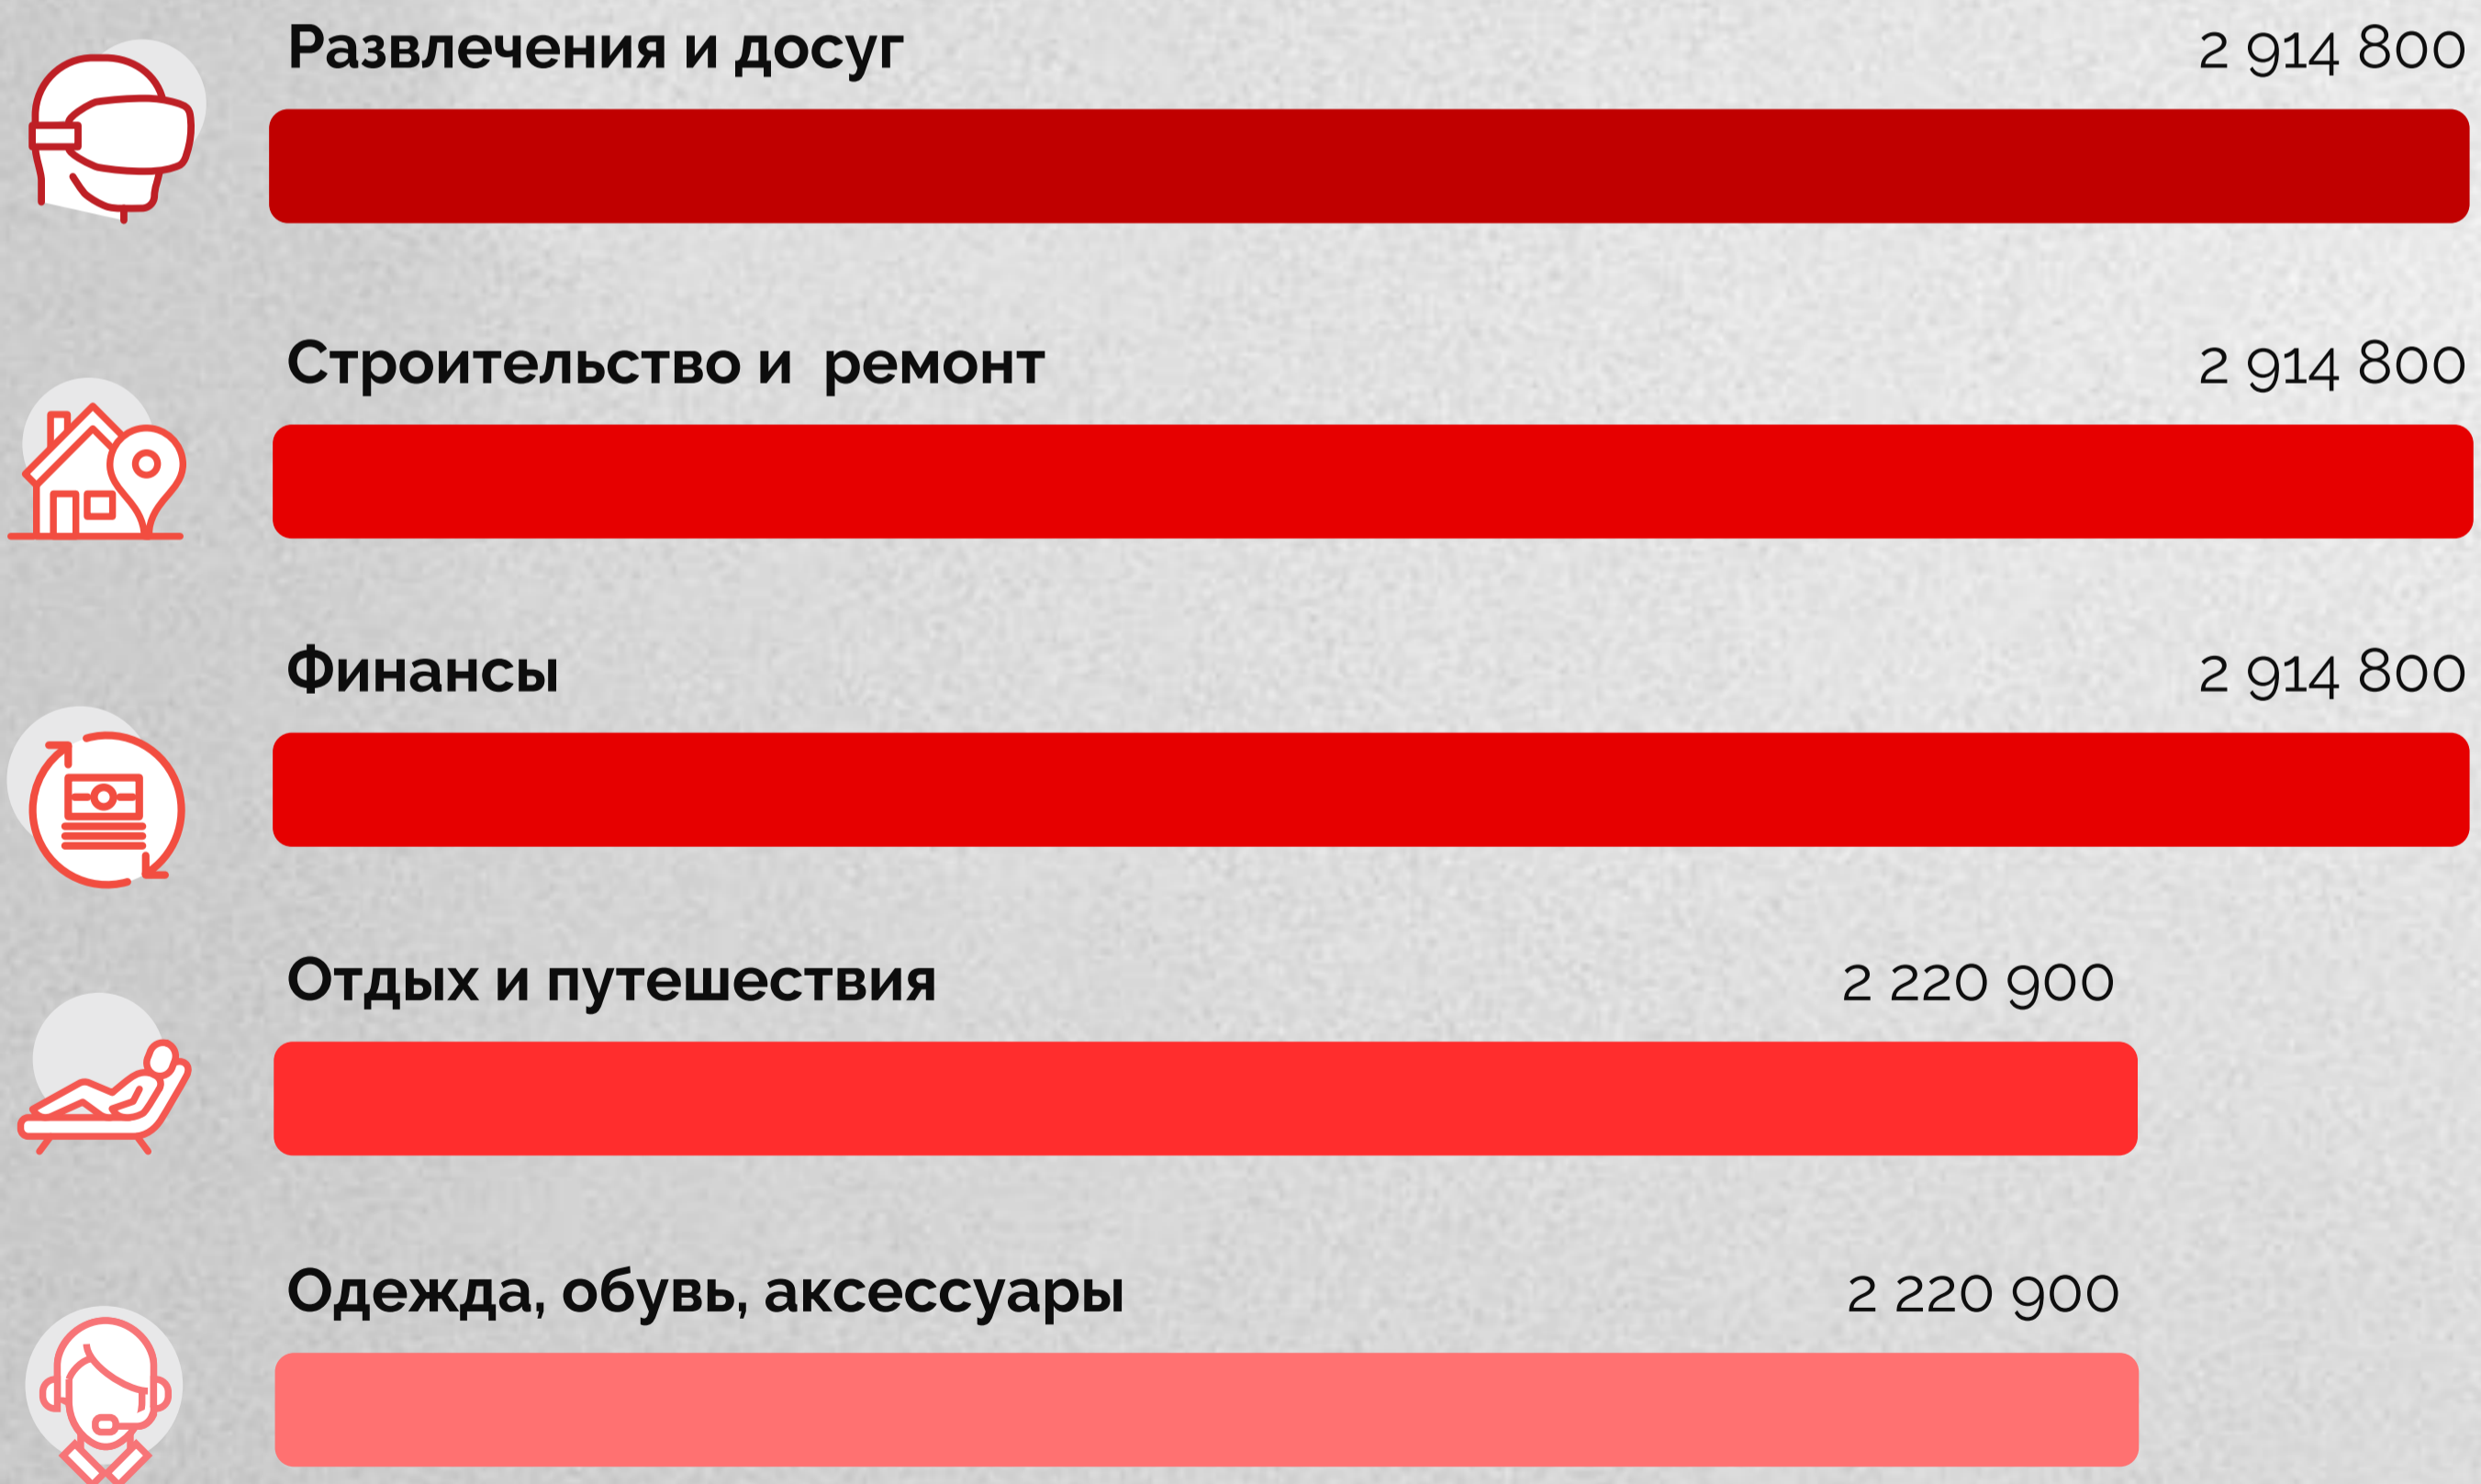 Развлечения и досуг 2 914 800
Строительство и ремонт 2 914 800
Финансы 2 914 800
Отдых и путешествия 2 220 900
Одежда, обувь, аксессуары 2 220 900